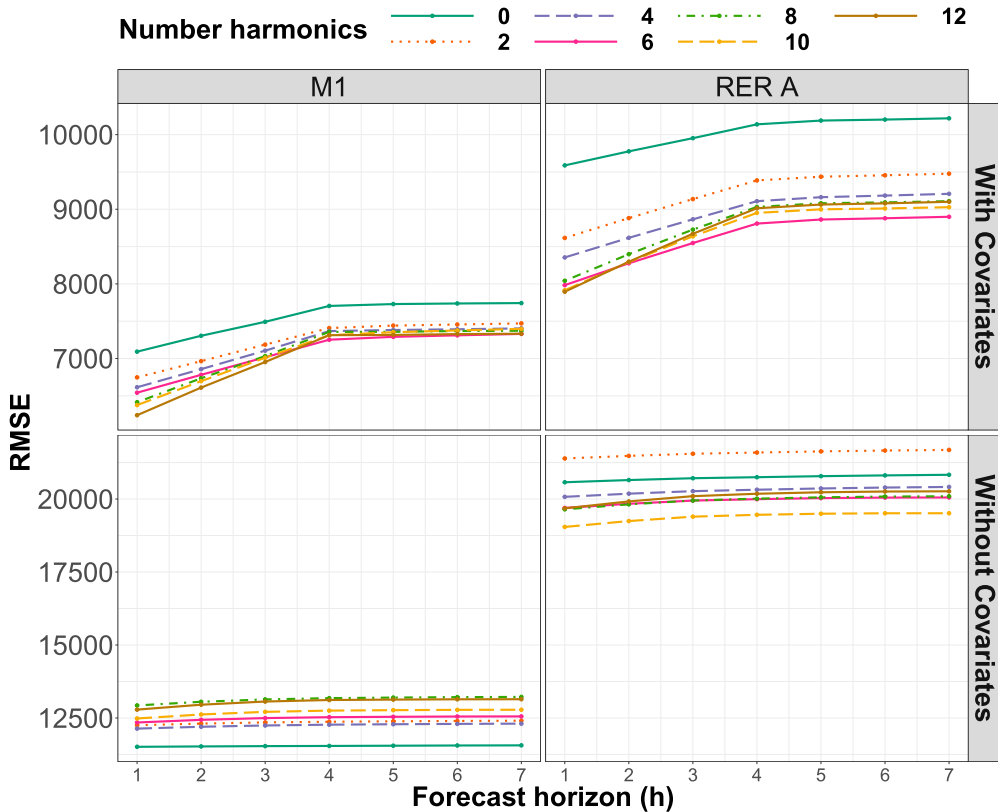 Number harmonics
0 4 8 12
2 6 10
M1 RER A
10000
9000
8000
7000
With Covariates
RMSE
20000
17500
15000
12500
Without Covariates
1 2 3 4 5 6 7 1 2 3 4 5 6 7
Forecast horizon (h)